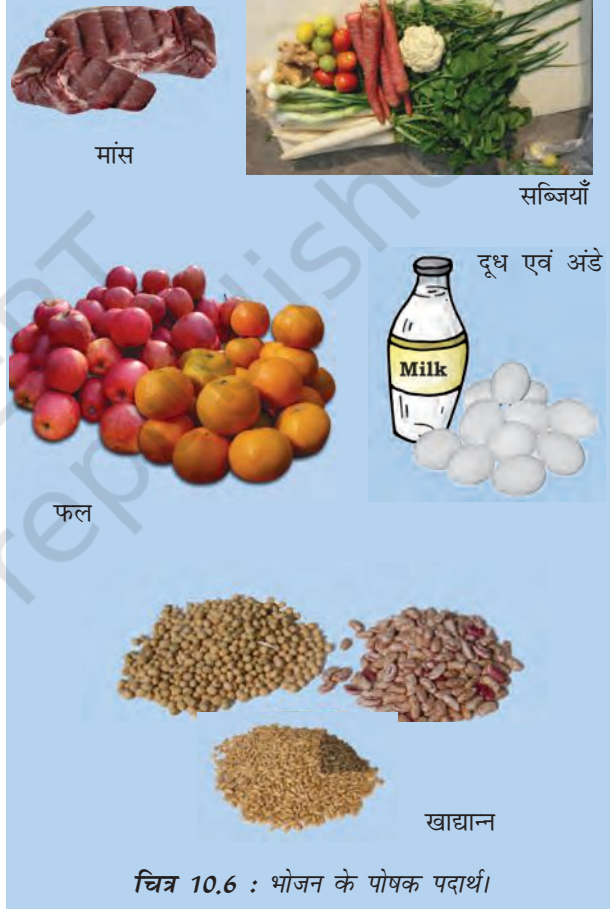 मांस
सब्जियाँ
दूध एवं अंडे
Milk
फल
खाद्यान्न
चित्र 10.6 : भोजन के पोषक पदार्थ।